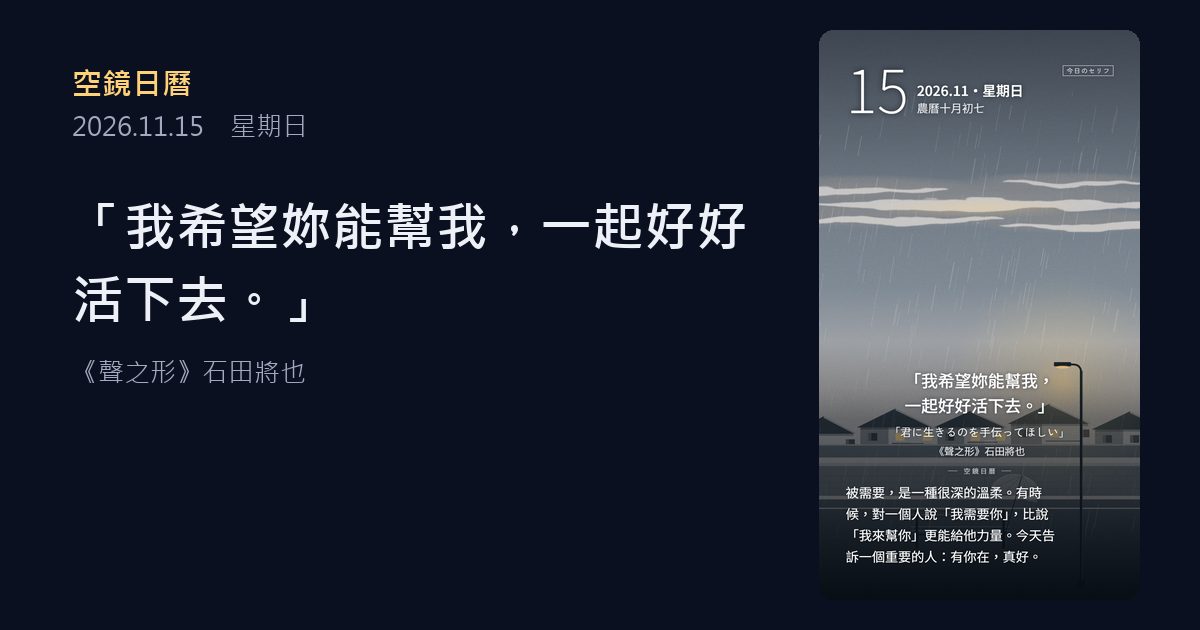 空鏡日曆
2026.11.15　星期日
「我希望妳能幫我，一起好好
活下去。」
《聲之形》石田將也
今日のセリフ
15
2026.11・星期日
農曆十月初七
「我希望妳能幫我，
一起好好活下去。」
「君に生きるのを手伝ってほしい」
《聲之形》石田將也
— 空鏡日曆 —
被需要，是一種很深的溫柔。有時
候，對一個人說「我需要你」，比說
「我來幫你」更能給他力量。今天告
訴一個重要的人：有你在，真好。